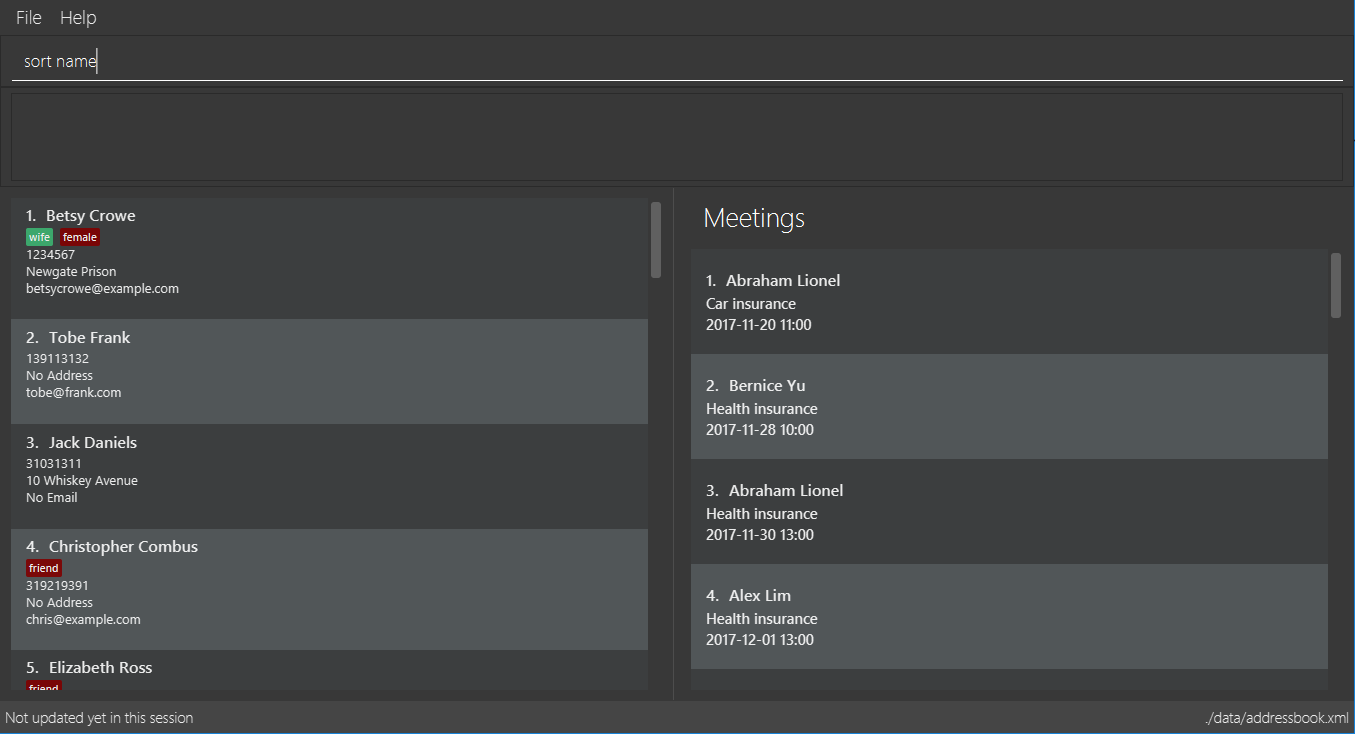 File Help
sort name
1. Betsy Crowe
wife female
1234567
Newgate Prison
betsycrowe@example.com
2. Tobe Frank
139113132
No Address
tobe@frank.com
3. Jack Daniels
31031311
10 Whiskey Avenue
No Email
4. Christopher Combus
friend
319219391
No Address
chris@example.com
5. Elizabeth Ross
friend
Meetings
1. Abraham Lionel
Car insurance
2017-11-20 11:00
2. Bernice Yu
Health insurance
2017-11-28 10:00
3. Abraham Lionel
Health insurance
2017-11-30 13:00
4. Alex Lim
Health insurance
2017-12-01 13:00
Not updated yet in this session
./data/addressbook.xml